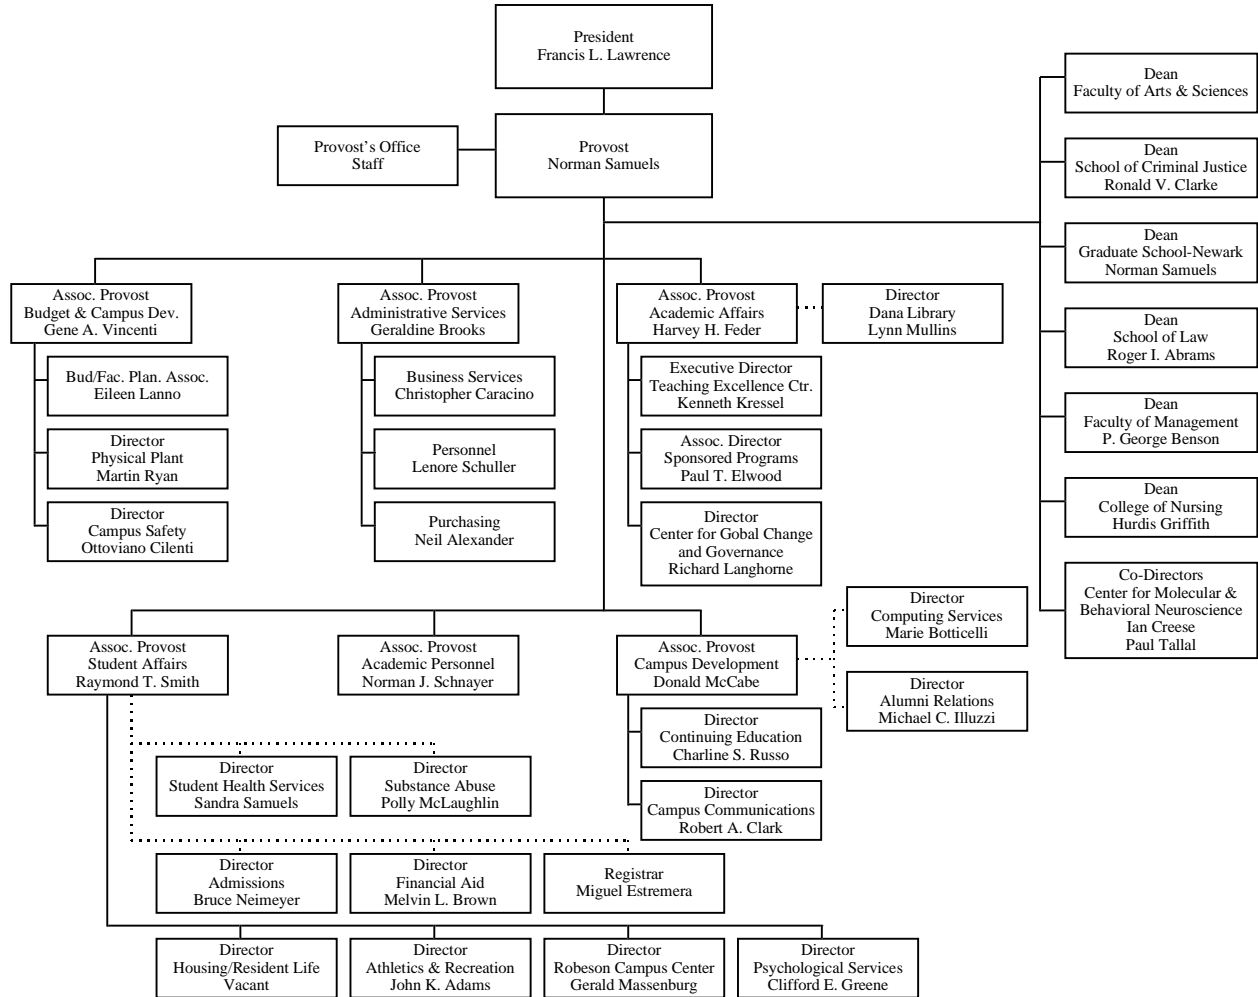 President
Francis L. Lawrence
Provost's Office
Staff
Provost
Norman Samuels
Dean
Faculty of Arts & Sciences
Dean
School of Criminal Justice
Ronald V. Clarke
Dean
Graduate School-Newark
Norman Samuels
Dean
School of Law
Roger I. Abrams
Dean
Faculty of Management
P. George Benson
Dean
College of Nursing
Hurdis Griffith
Co-Directors
Center for Molecular &
Behavioral Neuroscience
Ian Creese
Paul Tallal
Assoc. Provost
Budget & Campus Dev.
Gene A. Vincenti
Bud/Fac. Plan. Assoc.
Eileen Lanno
Director
Physical Plant
Martin Ryan
Director
Campus Safety
Ottoviano Cilenti
Assoc. Provost
Administrative Services
Geraldine Brooks
Business Services
Christopher Caracino
Personnel
Lenore Schuller
Purchasing
Neil Alexander
Assoc. Provost
Academic Affairs
Harvey H. Feder
Director
Dana Library
Lynn Mullins
Executive Director
Teaching Excellence Ctr.
Kenneth Kressel
Assoc. Director
Sponsored Programs
Paul T. Elwood
Director
Center for Gobal Change
and Governance
Richard Langhorne
Assoc. Provost
Student Affairs
Raymond T. Smith
Assoc. Provost
Academic Personnel
Norman J. Schnayer
Assoc. Provost
Campus Development
Donald McCabe
Director
Computing Services
Marie Botticelli
Director
Alumni Relations
Michael C. Illuzzi
Director
Continuing Education
Charline S. Russo
Director
Campus Communications
Robert A. Clark
Director
Student Health Services
Sandra Samuels
Director
Substance Abuse
Polly McLaughlin
Director
Admissions
Bruce Neimeyer
Director
Financial Aid
Melvin L. Brown
Registrar
Miguel Estremera
Director
Housing/Resident Life
Vacant
Director
Athletics & Recreation
John K. Adams
Director
Robeson Campus Center
Gerald Massenburg
Director
Psychological Services
Clifford E. Greene